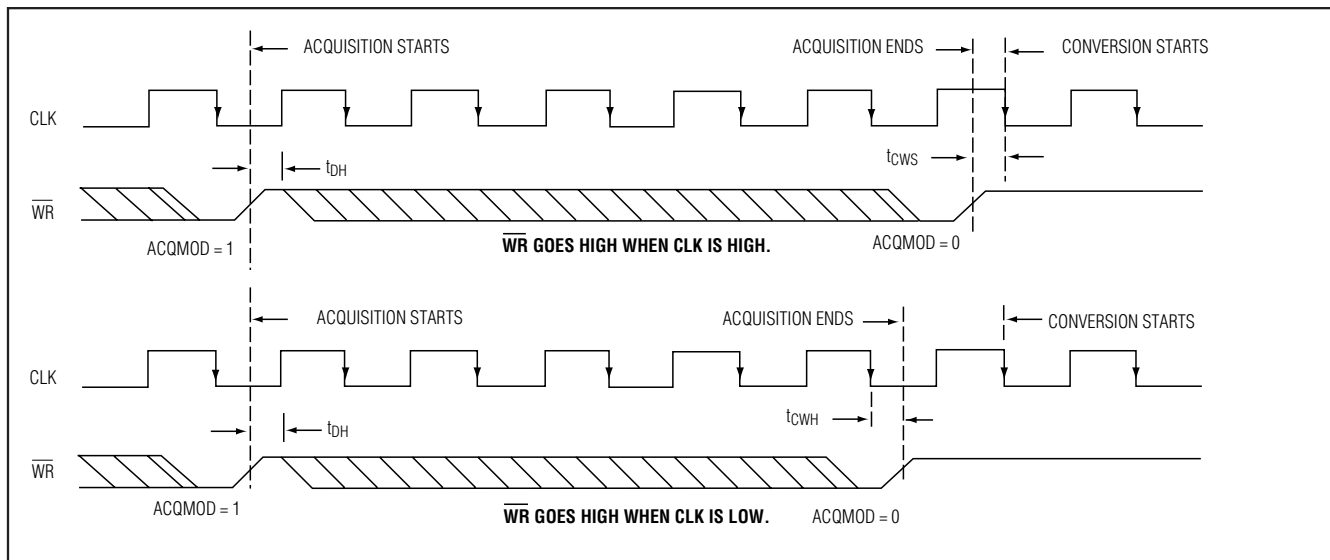 ACQUISITION STARTS
ACQUISITION ENDS
CONVERSION STARTS
CLK
tCWS
tDH
WR
ACQMOD = 1
WR GOES HIGH WHEN CLK IS HIGH.
ACQMOD = 0
ACQUISITION STARTS
ACQUISITION ENDS
CONVERSION STARTS
CLK
tCWH
tDH
WR
ACQMOD = 1
WR GOES HIGH WHEN CLK IS LOW.
ACQMOD = 0